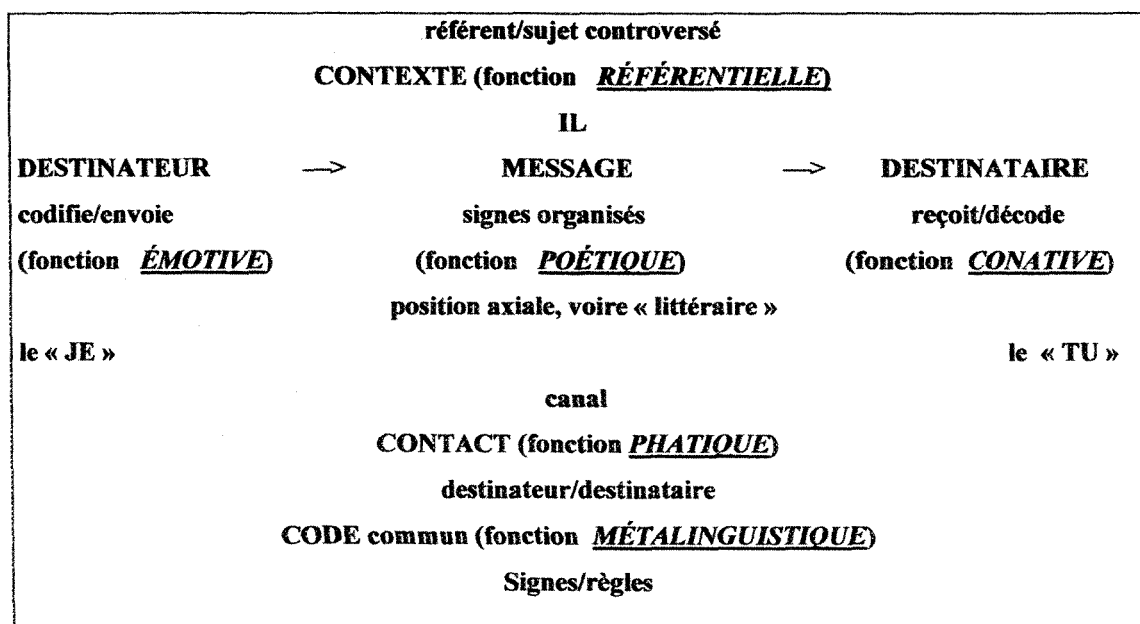 référent/sujet controversé
CONTEXTE (fonction RÉFÉRENTIELLE)
IL
DESTINATEUR —> MESSAGE —> DESTINATAIRE
codifie/envoie signes organisés reçoit/décode
(fonction ÉMOTIVE) (fonction POÉTIQUE) (fonction CONATIVE)
position axiale, voire « littéraire »
le « JE » le « TU »
canal
CONTACT (fonction PHATIQUE)
destinateur/destinataire
CODE commun (fonction MÉTALINGUISTIQUE)
Signes/règles